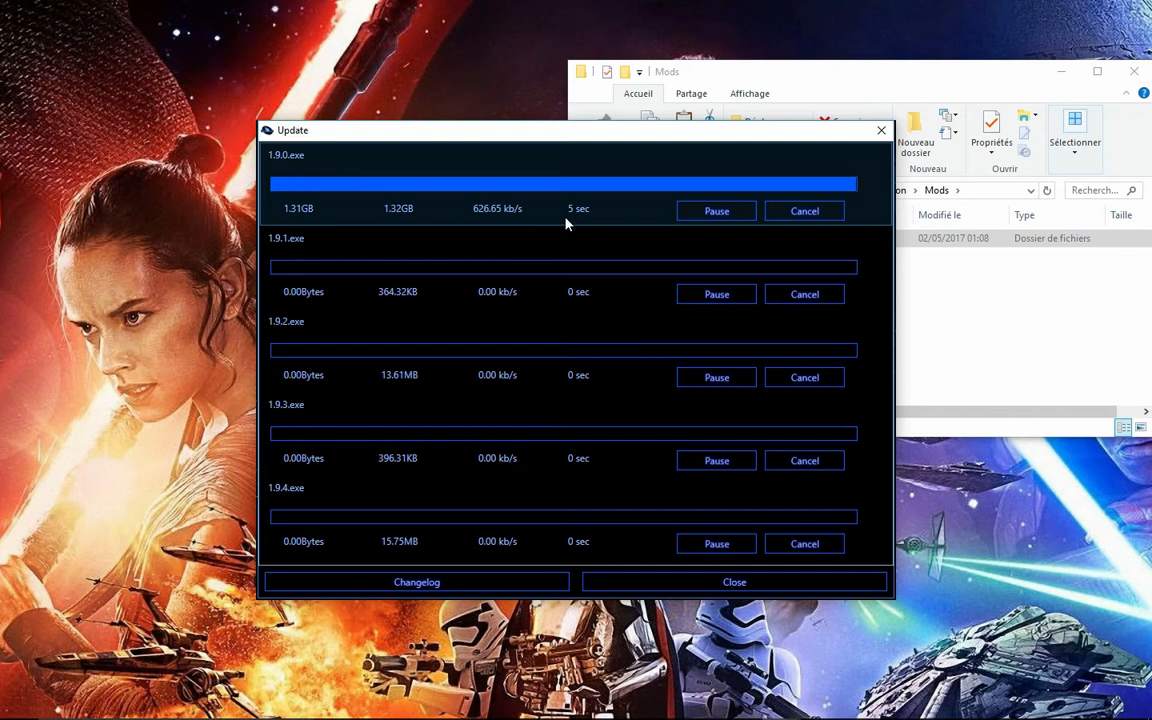 Mods
Accueil
Partage
Affichage
Update
1.9.0.exe
1.31GB 1.32GB 626.65 kb/s 5 sec Pause Cancel
1.9.1.exe
0.00Bytes 364.32KB 0.00 kb/s 0 sec Pause Cancel
1.9.2.exe
0.00Bytes 13.61MB 0.00 kb/s 0 sec Pause Cancel
1.9.3.exe
0.00Bytes 396.31KB 0.00 kb/s 0 sec Pause Cancel
1.9.4.exe
0.00Bytes 15.75MB 0.00 kb/s 0 sec Pause Cancel
Changelog Close
Nouveau
dossier
Propriétés
Sélectionner
Nouveau
Ouvrir
on > Mods >
Recherch...
Modifié le Type Taille
02/05/2017 01:08 Dossier de fichiers